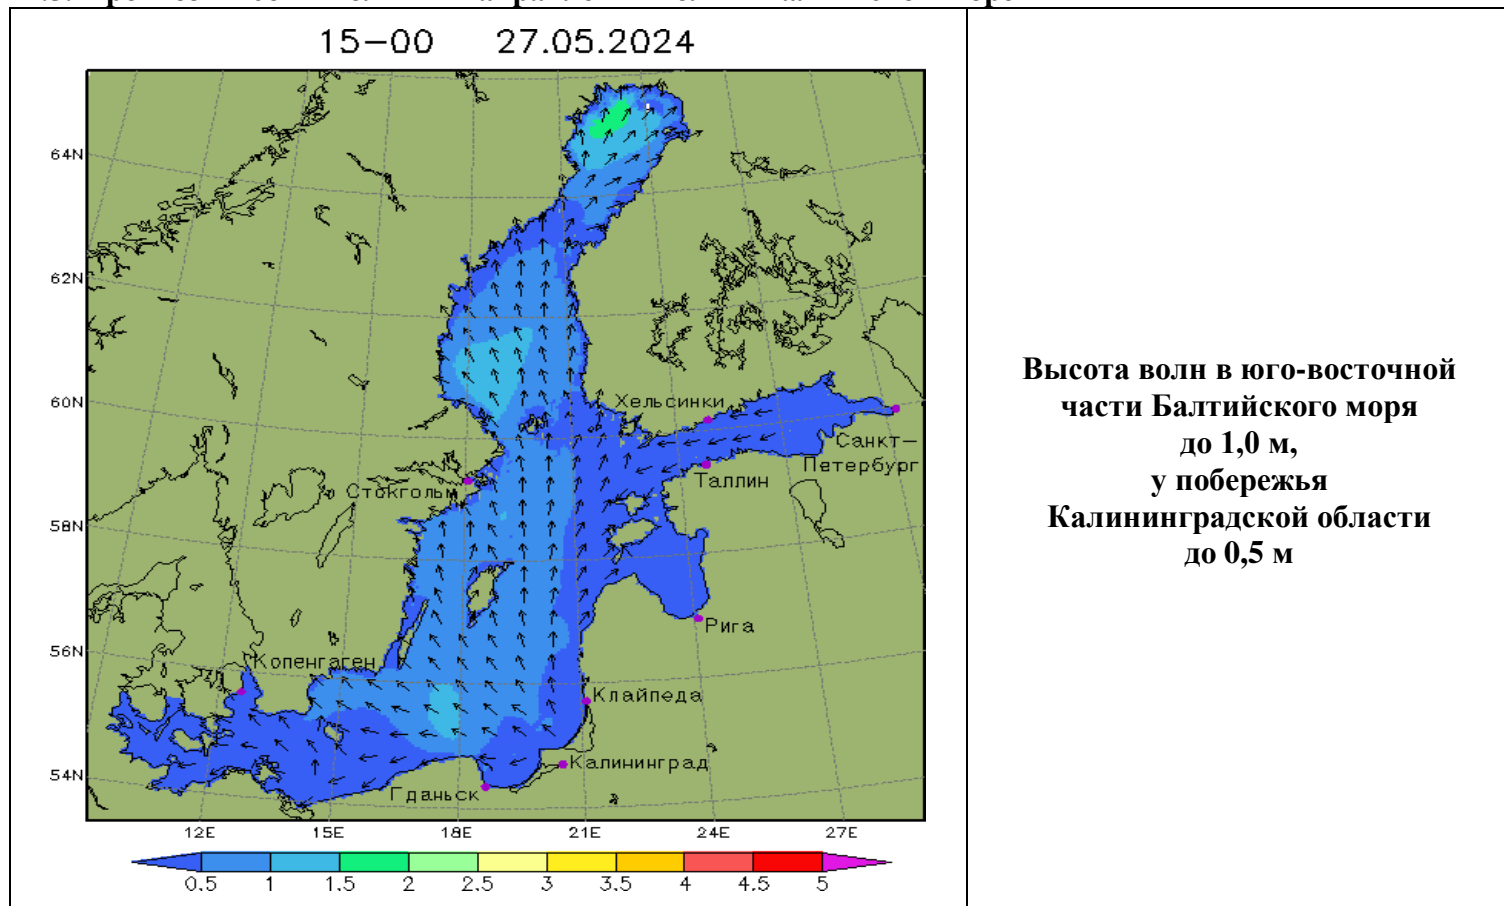 15-00 27.05.2024
64N
62N
60N
58N
56N
54N
Хельсинки
Санкт-
Петербург
Таллин
Стокгольм
Рига
Копенгаген
Клайпеда
Калининград
Гданьск
12E 15E 18E 21E 24E 27E
0.5 1 1.5 2 2.5 3 3.5 4 4.5 5
Высота волн в юго-восточной
части Балтийского моря
до 1,0 м,
у побережья
Калининградской области
до 0,5 м